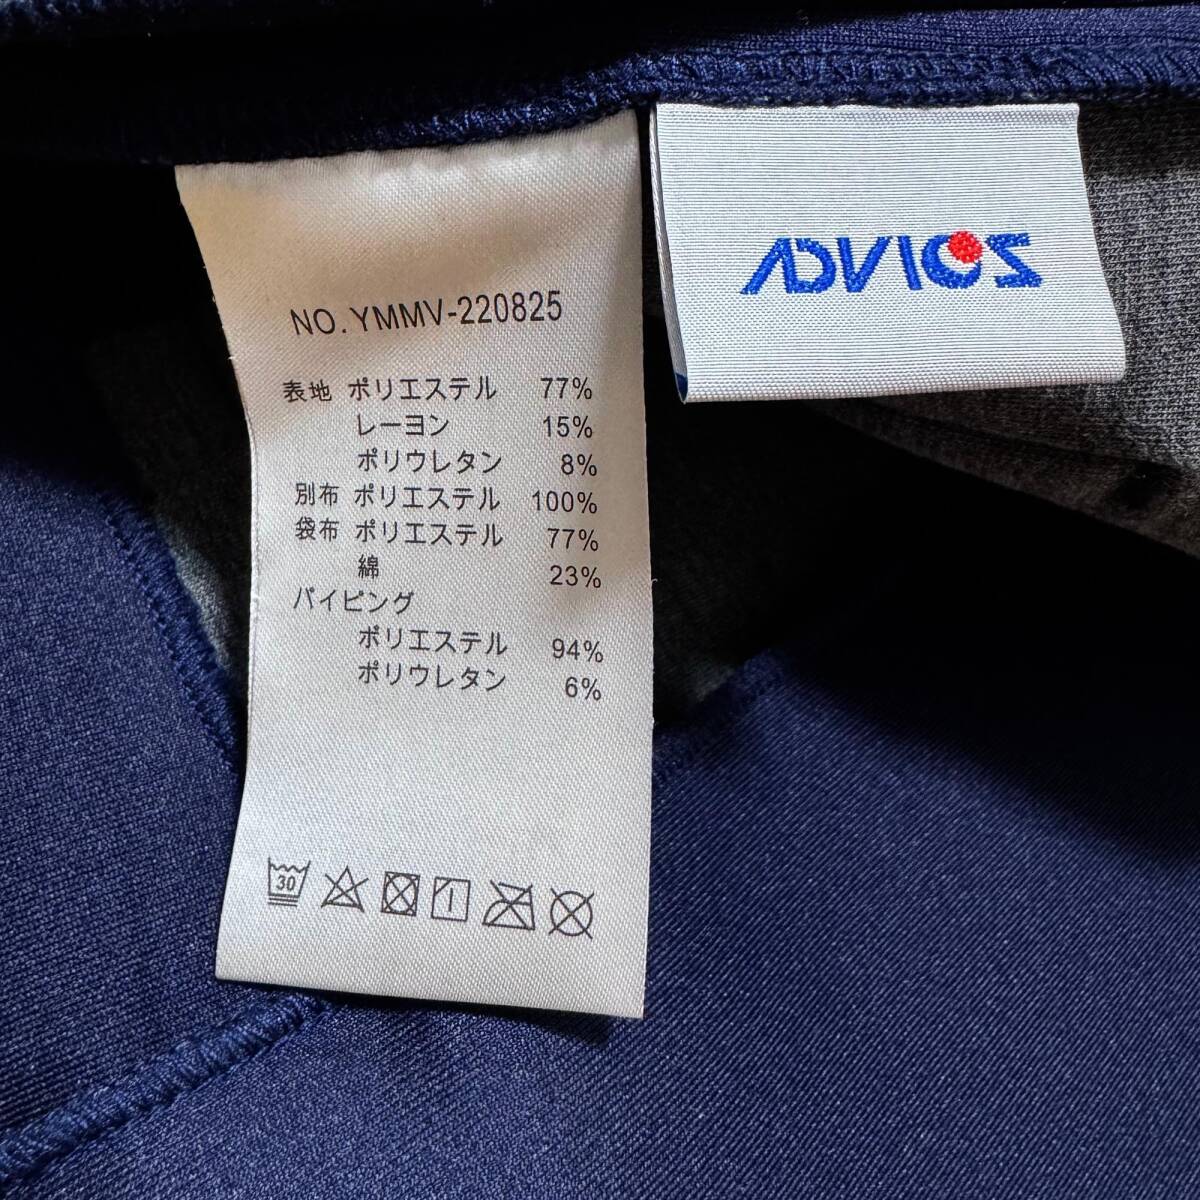 ADVICS
NO. YMMV-220825
表地 ポリエステル 77%
レーヨン 15%
ポリウレタン 8%
別布 ポリエステル 100%
袋布 ポリエステル 77%
綿 23%
パイピング
ポリエステル 94%
ポリウレタン 6%
30